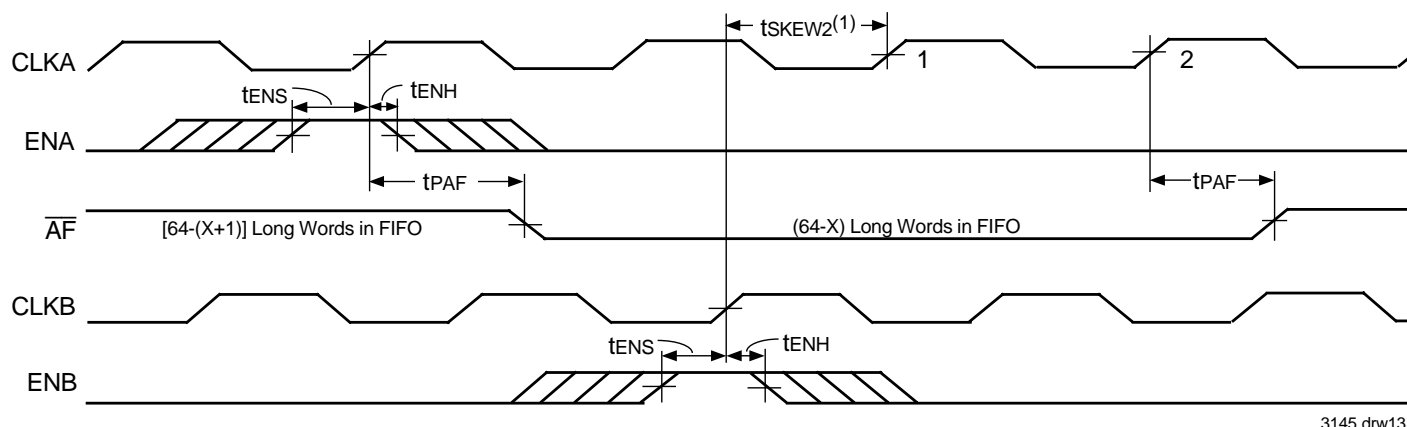 tSKEW2(1)
CLKA
1
2
tENS
tENH
ENA
tPAF
tPAF
AF
[64-(X+1)] Long Words in FIFO
(64-X) Long Words in FIFO
CLKB
tENS
tENH
ENB
3145 drw13